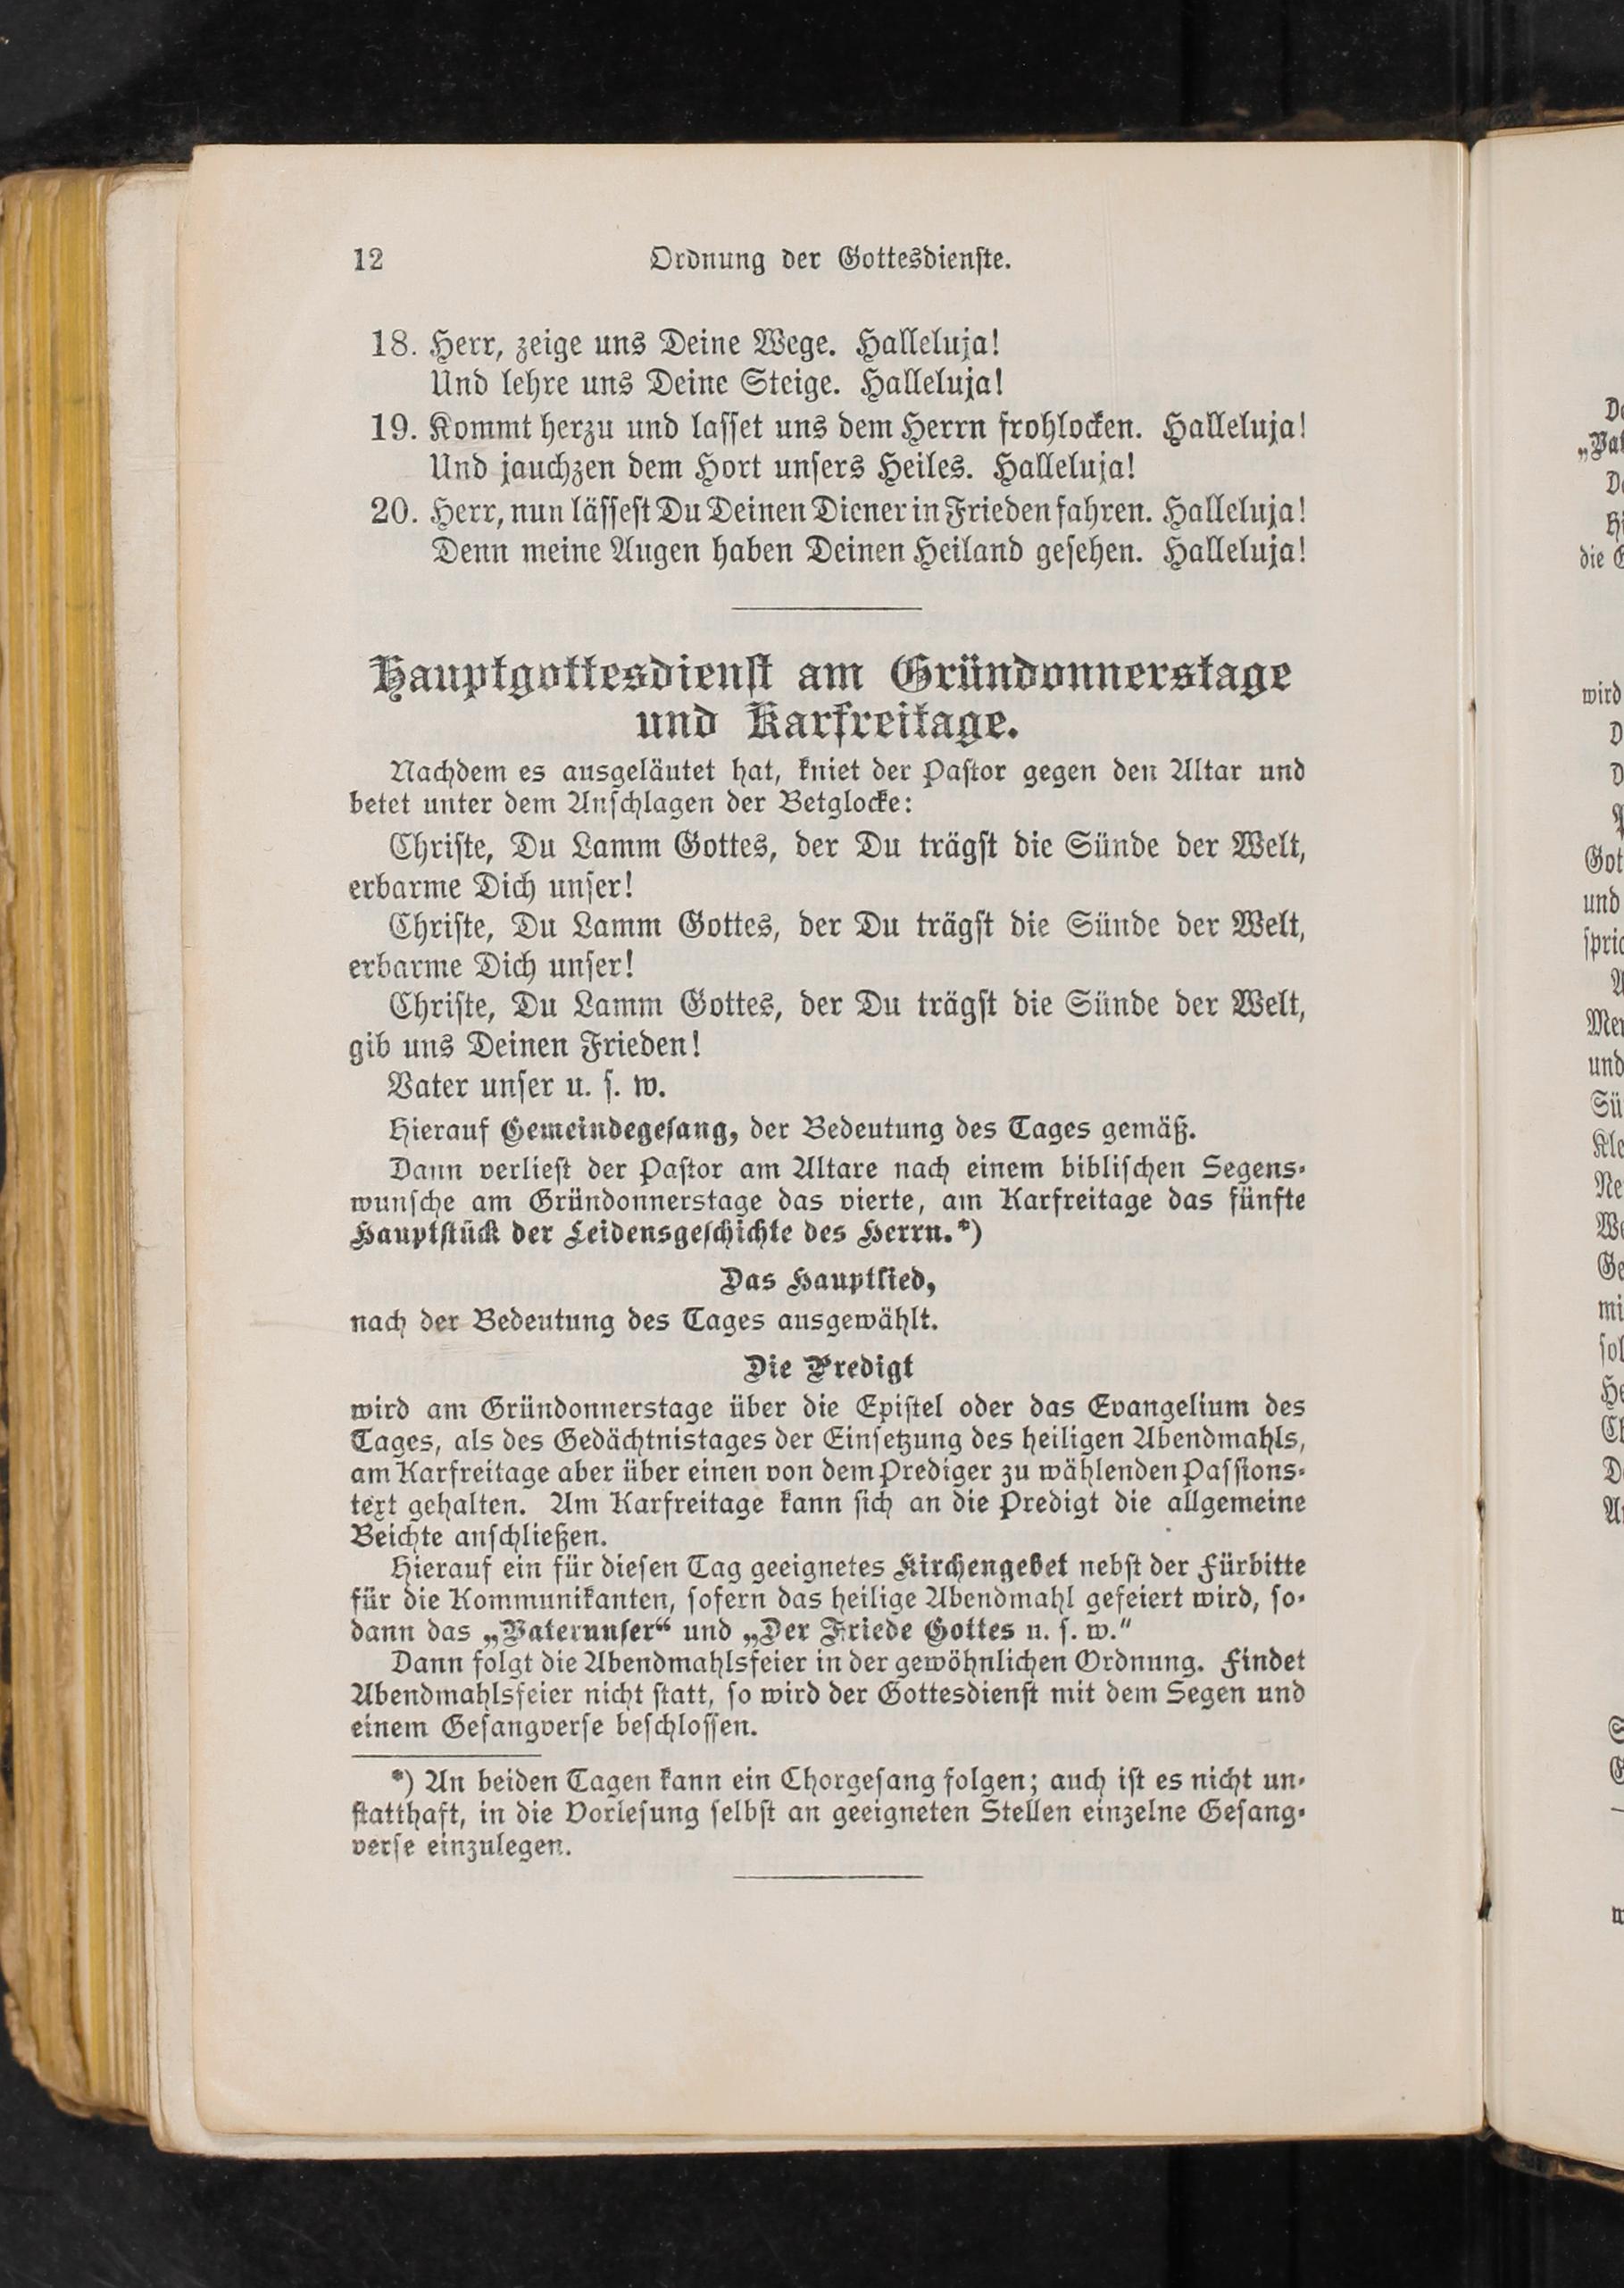 12 Ordnung der Gottesdienſte.
18. Herr, zeige uns Deine Wege. Halleluja!
Und lehre uns Deine Steige. Halleluja!
19. Kommt herzu und laſſet uns dem Herrn frohlocken. Halleluja!
Und jauchzen dem Hort unſers Heiles. Halleluja!
20. Herr, nun läſſeſt Du Deinen Diener in Frieden fahren. Halleluja!
Denn meine Augen haben Deinen Heiland geſehen. Halleluja!
Hauptgottesdienſt am Gründonnerstage
und Karfreitage.
Nachdem es ausgeläutet hat, kniet der Paſtor gegen den Altar und
betet unter dem Anſchlagen der Betglocke:
Chriſte, Du Lamm Gottes, der Du trägſt die Sünde der Welt,
erbarme Dich unſer!
Chriſte, Du Lamm Gottes, der Du trägſt die Sünde der Welt,
erbarme Dich unſer!
Chriſte, Du Lamm Gottes, der Du trägſt die Sünde der Welt,
gib uns Deinen Frieden!
Vater unſer u. ſ. w.
Hierauf Gemeindegeſang, der Bedeutung des Tages gemäß.
Dann verlieſt der Paſtor am Altare nach einem bibliſchen Segens-
wunſche am Gründonnerstage das vierte, am Karfreitage das fünfte
Hauptſtück der Leidensgeſchichte des Herrn.*)
Das Hauptlied,
nach der Bedeutung des Tages ausgewählt.
Die Predigt
wird am Gründonnerstage über die Epiſtel oder das Evangelium des
Tages, als des Gedächtnistages der Einſetzung des heiligen Abendmahls,
am Karfreitage aber über einen von dem Prediger zu wählenden Paſſions-
text gehalten. Am Karfreitage kann ſich an die Predigt die allgemeine
Beichte anſchließen.
Hierauf ein für dieſen Tag geeignetes Kirchengebet nebſt der Fürbitte
für die Kommunikanten, ſofern das heilige Abendmahl gefeiert wird, ſo-
dann das „Vaterunſer“ und „Der Friede Gottes u. ſ. w.“
Dann folgt die Abendmahlsfeier in der gewöhnlichen Ordnung. Findet
Abendmahlsfeier nicht ſtatt, ſo wird der Gottesdienſt mit dem Segen und
einem Geſangverſe beſchloſſen.
*) An beiden Tagen kann ein Chorgeſang folgen; auch iſt es nicht un-
ſtatthaft, in die Vorleſung ſelbſt an geeigneten Stellen einzelne Geſang-
verſe einzulegen.